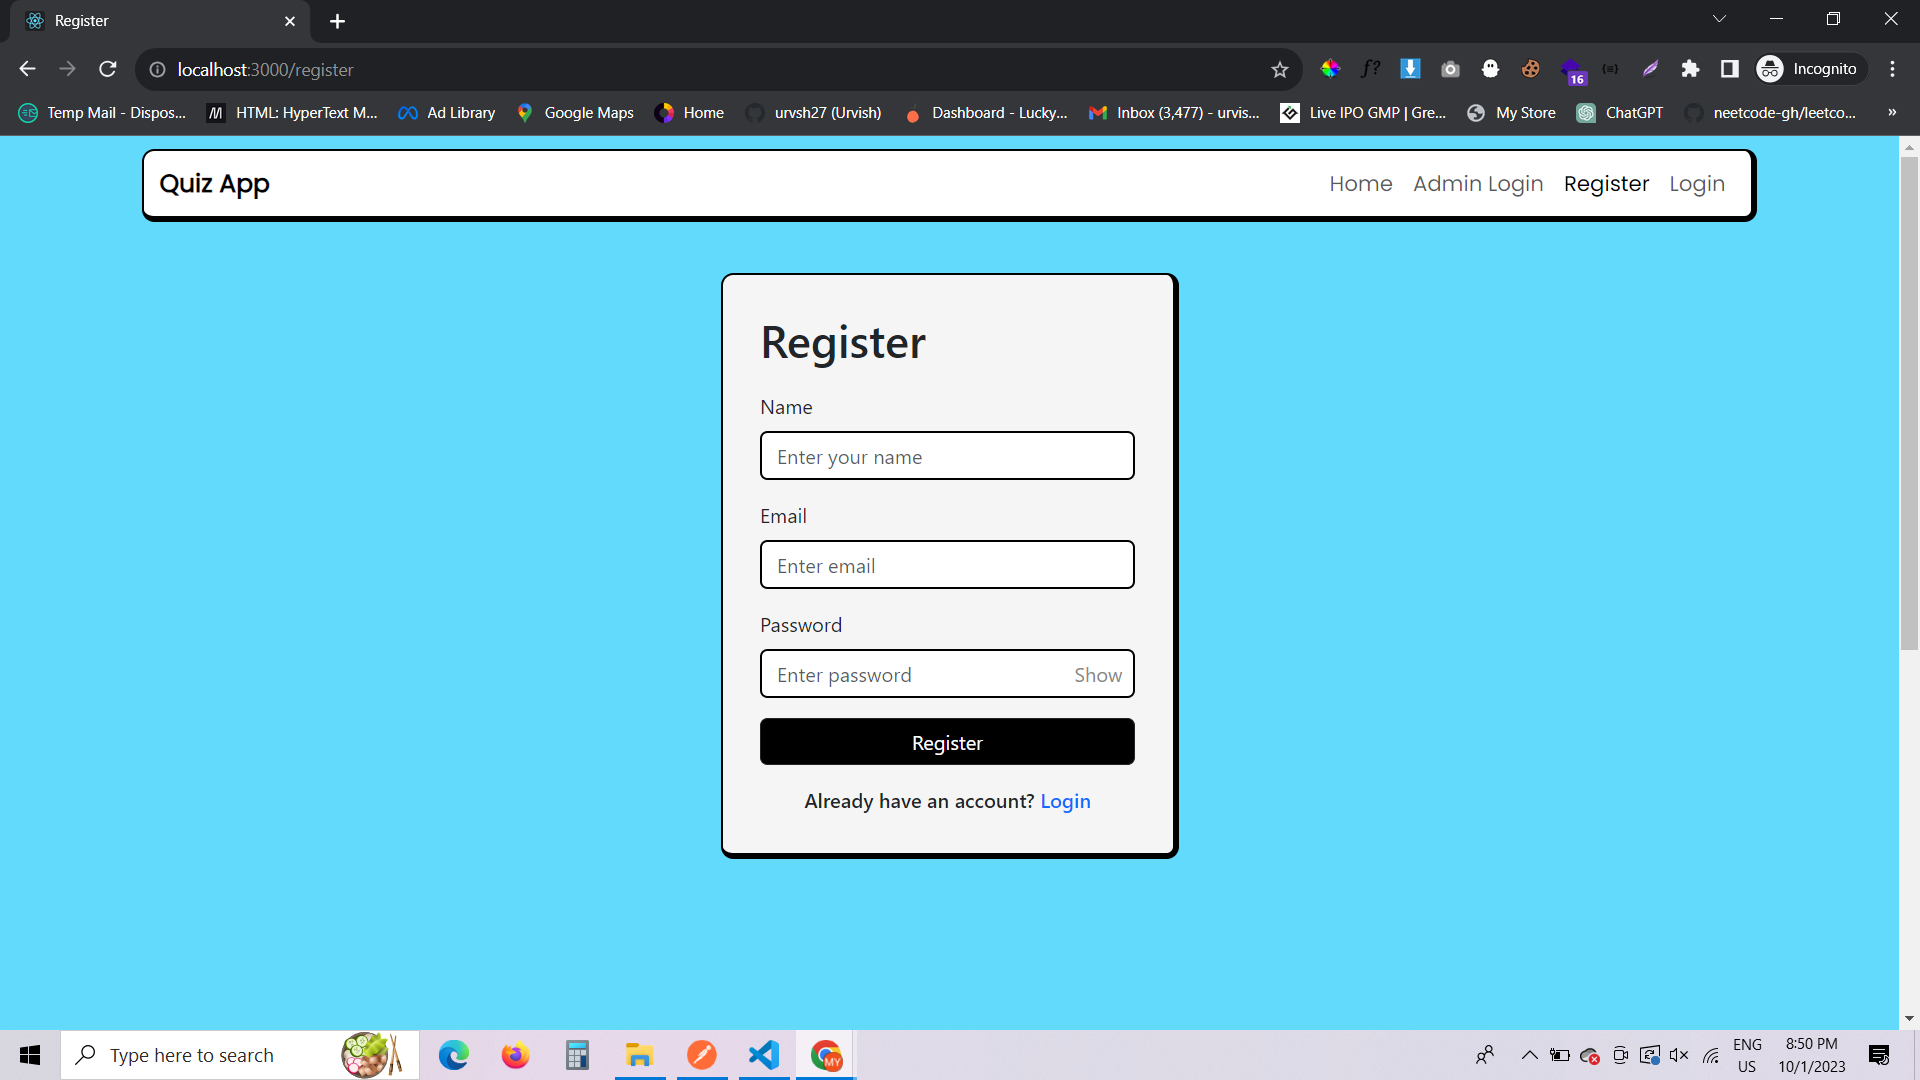 Register
localhost:3000/register
f?
16
Incognito
Temp Mail - Dispos...
HTML: HyperText M...
Ad Library
Google Maps
Home
urvsh27 (Urvish)
Dashboard - Lucky...
Inbox (3,477) - urvis...
Live IPO GMP | Gre...
My Store
ChatGPT
neetcode-gh/leetco...
»
Quiz App
Home
Admin Login
Register
Login
Register
Name
Enter your name
Email
Enter email
Password
Enter password
Show
Register
Already have an account? Login
Type here to search
MY
ENG
US
8:50 PM
10/1/2023